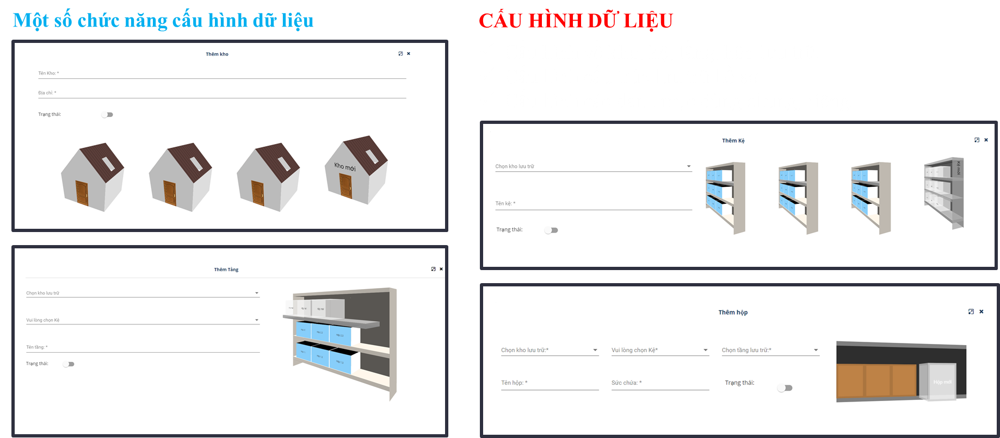 Một số chức năng cấu hình dữ liệu
CẤU HÌNH DỮ LIỆU
Thêm kho
Tên Kho: *
Địa chỉ: *
Trạng thái:
Kho mới
Thêm Tầng
Chọn kho lưu trữ
Vui lòng chọn Kệ
Tên tầng: *
Trạng thái:
Thêm Kệ
Chọn kho lưu trữ
Tên kệ: *
Trạng thái:
Kệ mới
Thêm hộp
Chọn kho lưu trữ:* Vui lòng chọn Kệ* Chọn tầng lưu trữ:*
Tên hộp: * Sức chứa: * Trạng thái:
Hộp mới